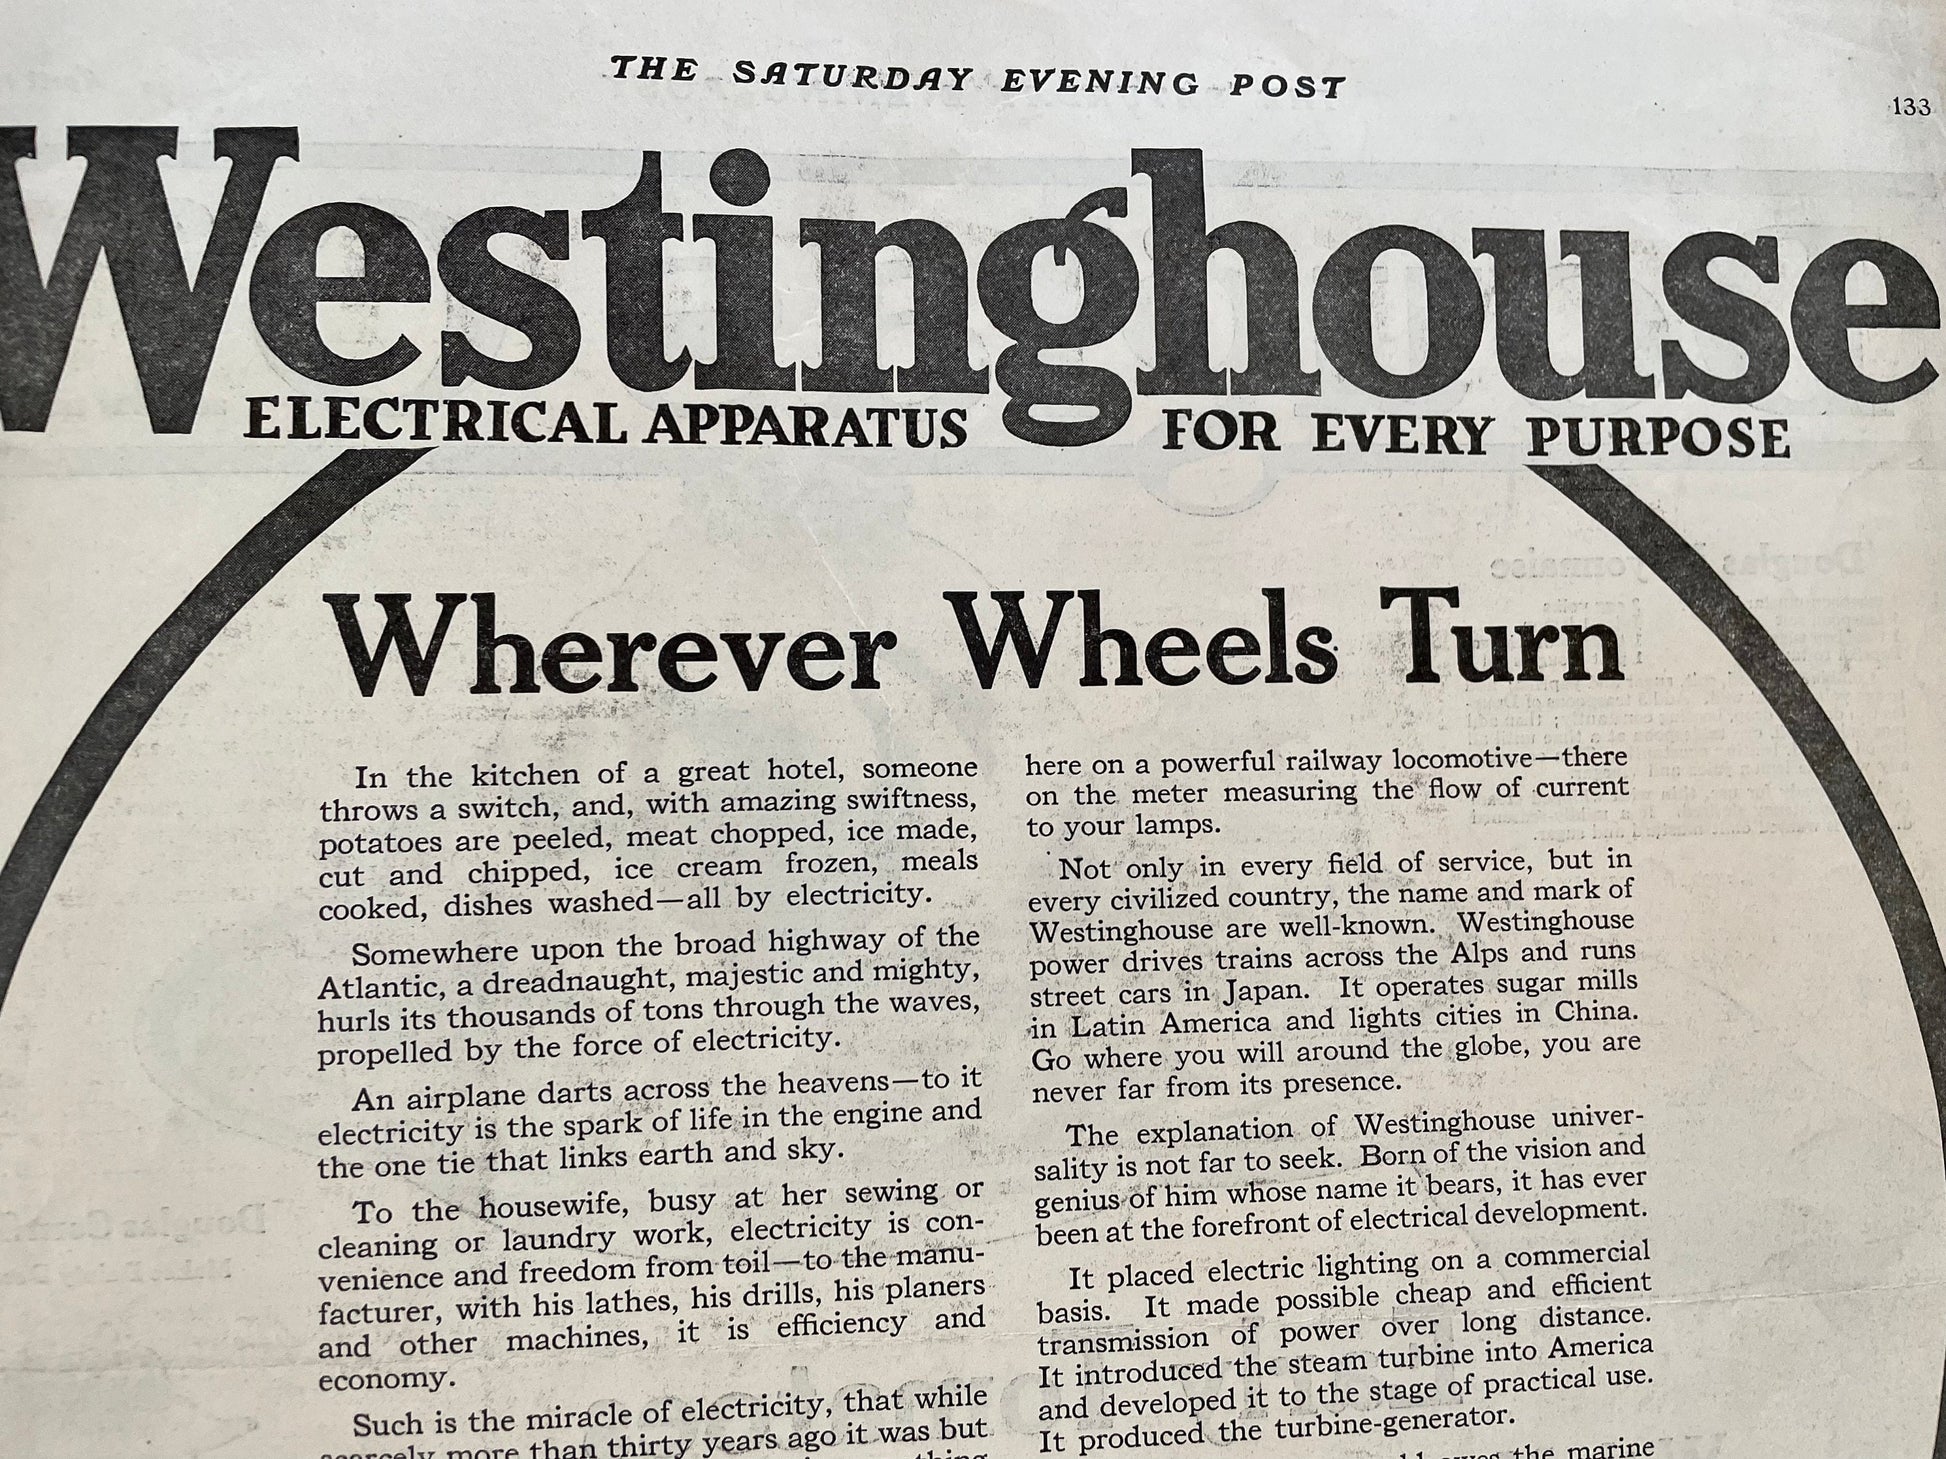 THE SATURDAY EVENING POST
133
Westinghouse
ELECTRICAL APPARATUS FOR EVERY PURPOSE
Wherever Wheels Turn
In the kitchen of a great hotel, someone
throws a switch, and, with amazing swiftness,
potatoes are peeled, meat chopped, ice made,
cut and chipped, ice cream frozen, meals
cooked, dishes washed—all by electricity.
Somewhere upon the broad highway of the
Atlantic, a dreadnaught, majestic and mighty,
hurls its thousands of tons through the waves,
propelled by the force of electricity.
An airplane darts across the heavens—to it
electricity is the spark of life in the engine and
the one tie that links earth and sky.
To the housewife, busy at her sewing or
cleaning or laundry work, electricity is con-
venience and freedom from toil—to the manu-
facturer, with his lathes, his drills, his planers
and other machines, it is efficiency and
economy.
Such is the miracle of electricity, that while
scarcely more than thirty years ago it was but
thing
here on a powerful railway locomotive—there
on the meter measuring the flow of current
to your lamps.
Not only in every field of service, but in
every civilized country, the name and mark of
Westinghouse are well-known. Westinghouse
power drives trains across the Alps and runs
street cars in Japan. It operates sugar mills
in Latin America and lights cities in China.
Go where you will around the globe, you are
never far from its presence.
The explanation of Westinghouse univer-
sality is not far to seek. Born of the vision and
genius of him whose name it bears, it has ever
been at the forefront of electrical development.
It placed electric lighting on a commercial
basis. It made possible cheap and efficient
transmission of power over long distance.
It introduced the steam turbine into America
and developed it to the stage of practical use.
It produced the turbine-generator.
the marine